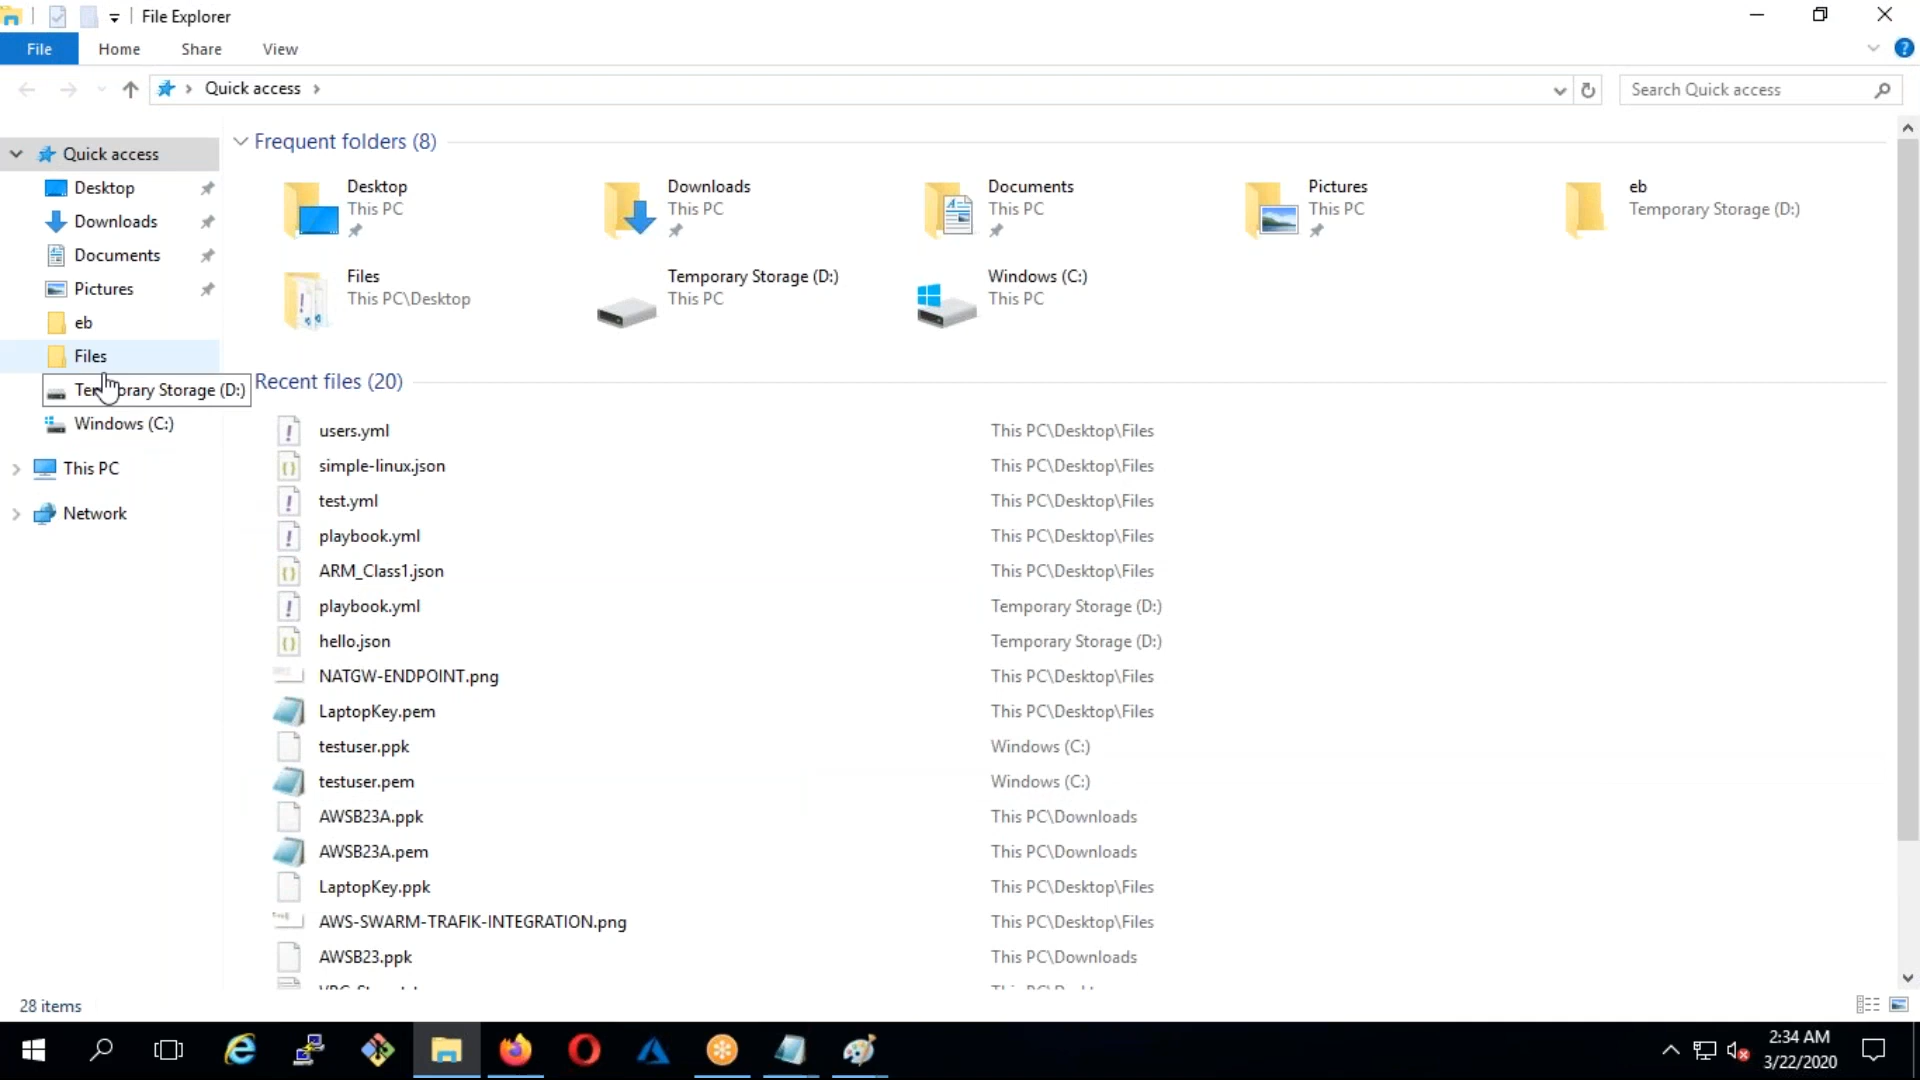 File Explorer
File Home Share View
Quick access
Search Quick access
Quick access
Desktop
Downloads
Documents
Pictures
eb
Files
Temporary Storage (D:)
Windows (C:)
This PC
Network
Frequent folders (8)
Desktop
This PC
Downloads
This PC
Documents
This PC
Pictures
This PC
eb
Temporary Storage (D:)
Files
This PC\Desktop
Temporary Storage (D:)
This PC
Windows (C:)
This PC
Recent files (20)
users.yml This PC\Desktop\Files
simple-linux.json This PC\Desktop\Files
test.yml This PC\Desktop\Files
playbook.yml This PC\Desktop\Files
ARM_Class1.json This PC\Desktop\Files
playbook.yml Temporary Storage (D:)
hello.json Temporary Storage (D:)
NATGW-ENDPOINT.png This PC\Desktop\Files
LaptopKey.pem This PC\Desktop\Files
testuser.ppk Windows (C:)
testuser.pem Windows (C:)
AWSB23A.ppk This PC\Downloads
AWSB23A.pem This PC\Downloads
LaptopKey.ppk This PC\Desktop\Files
AWS-SWARM-TRAFIK-INTEGRATION.png This PC\Desktop\Files
AWSB23.ppk This PC\Downloads
28 items
2:34 AM
3/22/2020